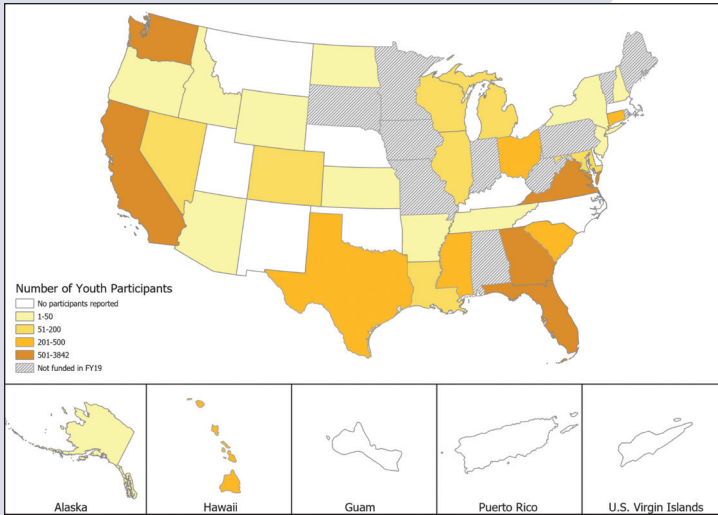 Number of Youth Participants
No participants reported
1-50
51-200
201-500
501-3842
Not funded in FY19
Alaska
Hawaii
Guam
Puerto Rico
U.S. Virgin Islands